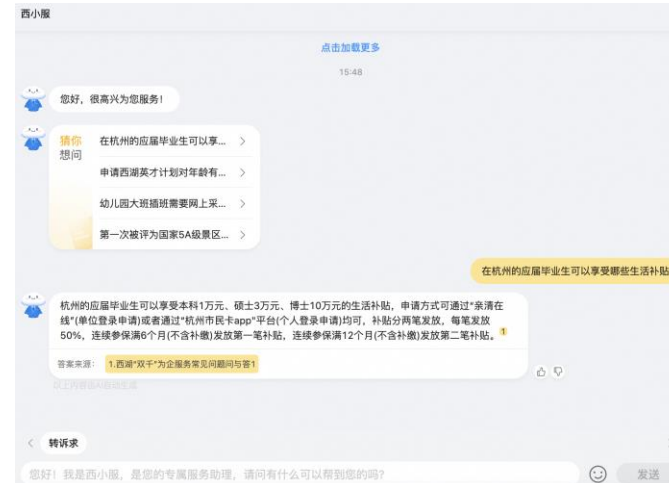 西小服
点击加载更多
15:48
您好，很高兴为您服务！
猜你
想问
在杭州的应届毕业生可以享...
申请西湖英才计划对年龄有...
幼儿园大班插班需要网上采...
第一次被评为国家5A级景区...
在杭州的应届毕业生可以享受哪些生活补贴
杭州的应届毕业生可以享受本科1万元、硕士3万元、博士10万元的生活补贴，申请方式可通过“亲清在
线”(单位登录申请)或者通过“杭州市民卡app”平台(个人登录申请)均可，补贴分两笔发放，每笔发放
50%，连续参保满6个月(不含补缴)发放第一笔补贴，连续参保满12个月(不含补缴)发放第二笔补贴。 1
答案来源： 1.西湖“双千”为企服务常见问题问与答1
以上内容由AI自动生成
转诉求
您好！我是西小服，是您的专属服务助理，请问有什么可以帮到您的吗？
发送